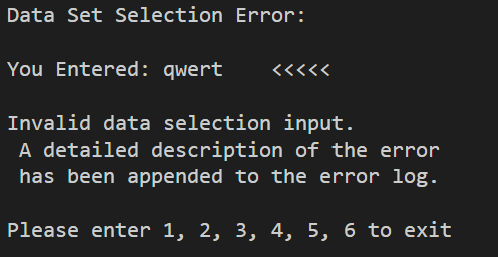 Data Set Selection Error:
You Entered: qwert    <<<<<
Invalid data selection input.
 A detailed description of the error
 has been appended to the error log.
Please enter 1, 2, 3, 4, 5, 6 to exit